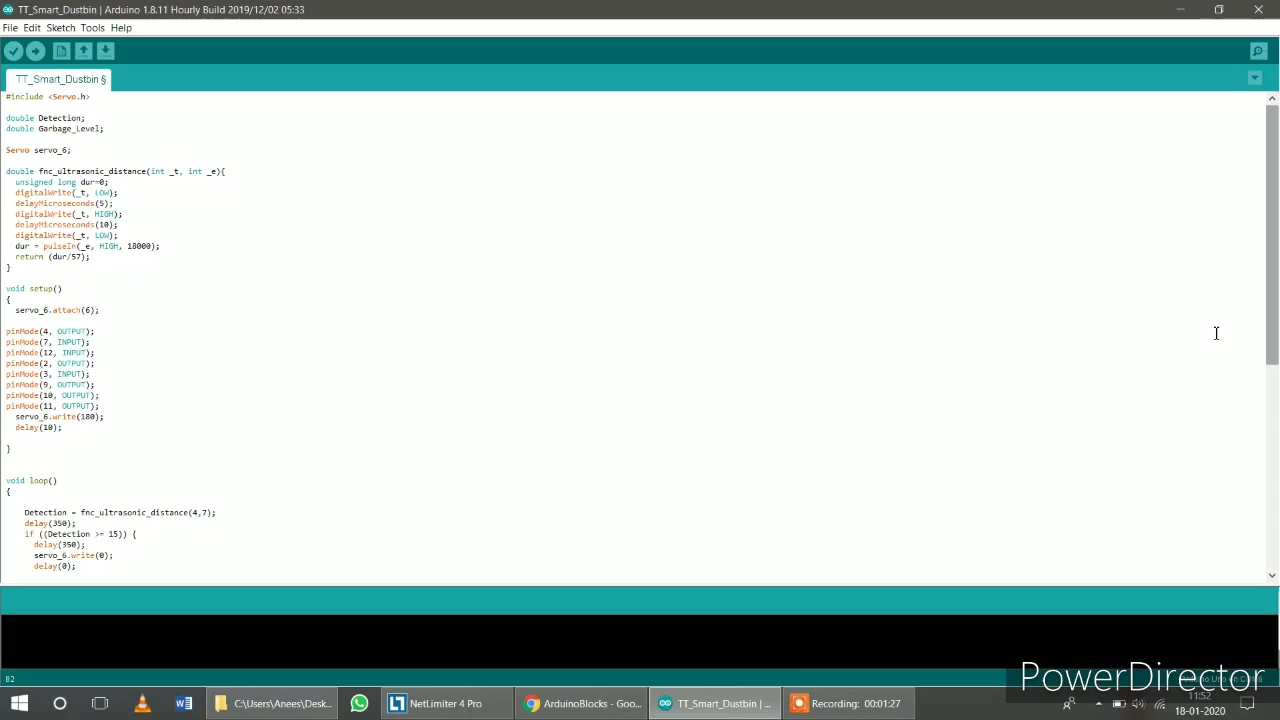 TT_Smart_Dustbin | Arduino 1.8.11 Hourly Build 2019/12/02 05:33
File Edit Sketch Tools Help
TT_Smart_Dustbin §
#include <Servo.h>
double Detection;
double Garbage_Level;
Servo servo_6;
double fnc_ultrasonic_distance(int _t, int _e){
unsigned long dur=0;
digitalWrite(_t, LOW);
delayMicroseconds(5);
digitalWrite(_t, HIGH);
delayMicroseconds(10);
digitalWrite(_t, LOW);
dur = pulseIn(_e, HIGH, 18000);
return (dur/57);
}
void setup()
{
servo_6.attach(6);
pinMode(4, OUTPUT);
pinMode(7, INPUT);
pinMode(12, INPUT);
pinMode(2, OUTPUT);
pinMode(3, INPUT);
pinMode(9, OUTPUT);
pinMode(10, OUTPUT);
pinMode(11, OUTPUT);
servo_6.write(180);
delay(10);
}
void loop()
{
Detection = fnc_ultrasonic_distance(4,7);
delay(350);
if ((Detection >= 15)) {
delay(350);
servo_6.write(0);
delay(0);
82
PowerDirector
C:\Users\Anees\Desk...
NetLimiter 4 Pro
ArduinoBlocks - Goo...
TT_Smart_Dustbin | ...
Recording: 00:01:27
11:52
18-01-2020